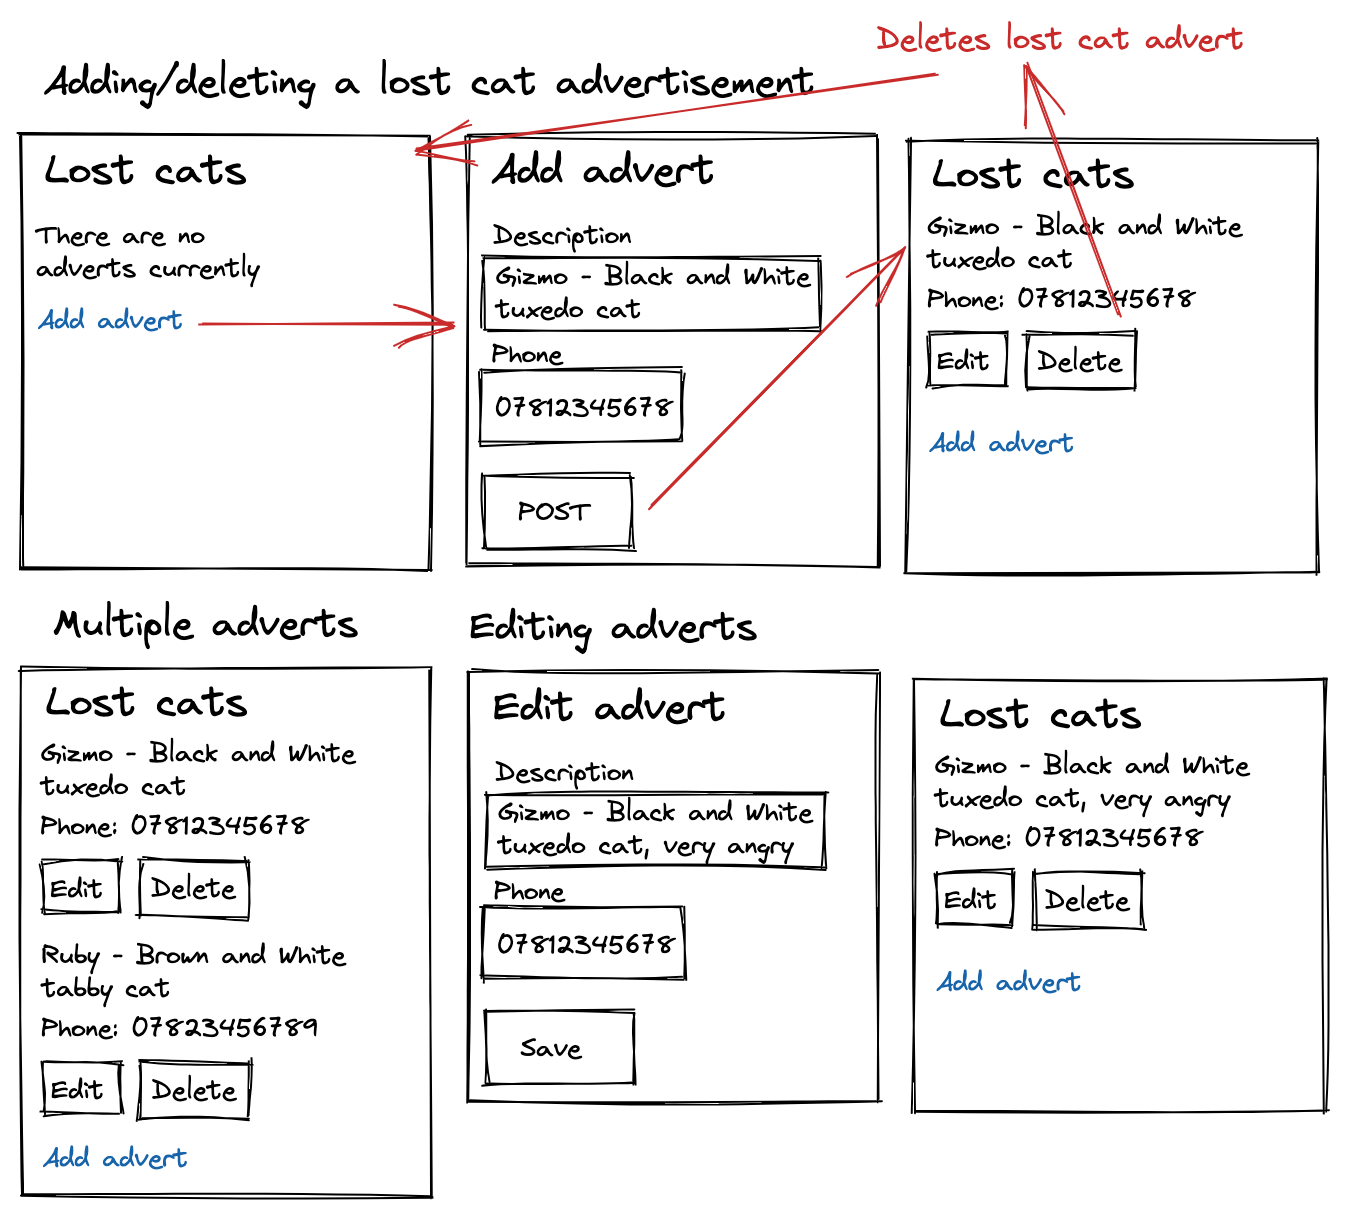 Deletes lost cat advert
Adding/deleting a lost cat advertisement
Lost cats
There are no
adverts currently
Add advert
Add advert
Description
Gizmo - Black and White
tuxedo cat
Phone
07812345678
POST
Lost cats
Gizmo - Black and White
tuxedo cat
Phone: 07812345678
Edit
Delete
Add advert
Multiple adverts
Lost cats
Gizmo - Black and White
tuxedo cat
Phone: 07812345678
Edit
Delete
Ruby - Brown and White
tabby cat
Phone: 07823456789
Edit
Delete
Add advert
Editing adverts
Edit advert
Description
Gizmo - Black and White
tuxedo cat, very angry
Phone
07812345678
Save
Lost cats
Gizmo - Black and White
tuxedo cat, very angry
Phone: 07812345678
Edit
Delete
Add advert